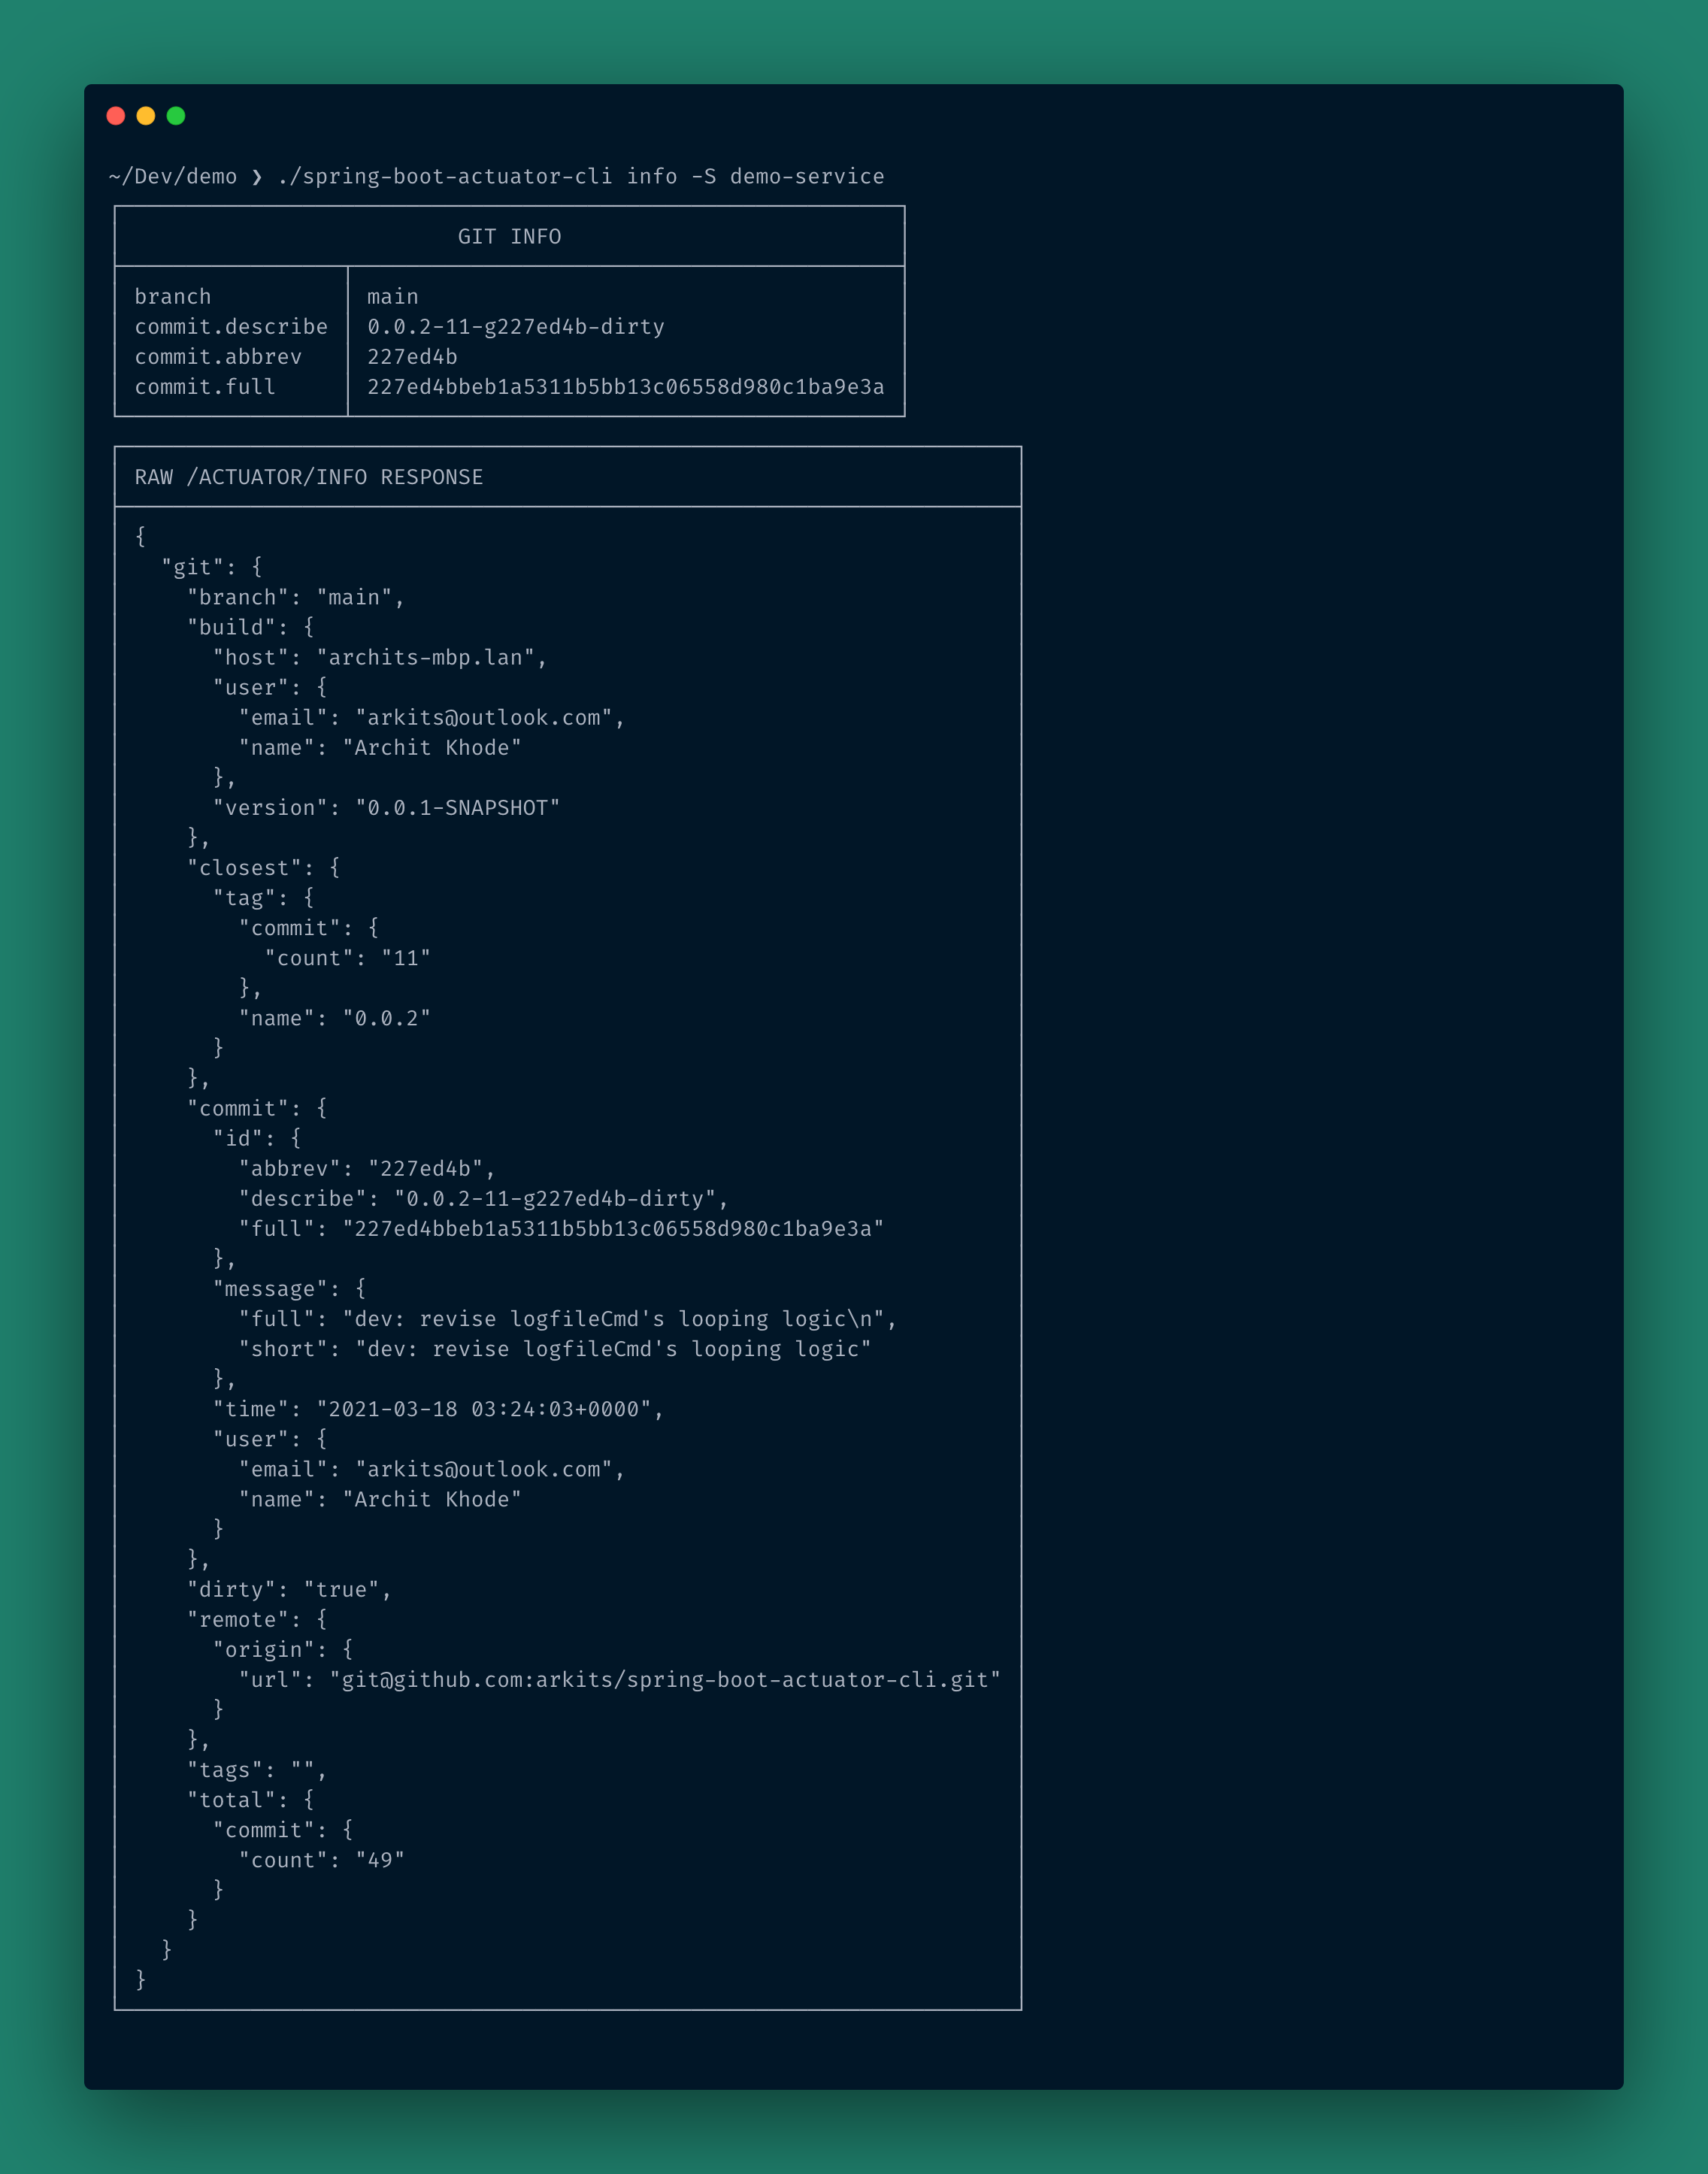 ~/Dev/demo ❯ ./spring-boot-actuator-cli info -S demo-service
GIT INFO
branch main
commit.describe 0.0.2-11-g227ed4b-dirty
commit.abbrev 227ed4b
commit.full 227ed4bbeb1a5311b5bb13c06558d980c1ba9e3a
RAW /ACTUATOR/INFO RESPONSE
{
  "git": {
    "branch": "main",
    "build": {
      "host": "archits-mbp.lan",
      "user": {
        "email": "arkits@outlook.com",
        "name": "Archit Khode"
      },
      "version": "0.0.1-SNAPSHOT"
    },
    "closest": {
      "tag": {
        "commit": {
          "count": "11"
        },
        "name": "0.0.2"
      }
    },
    "commit": {
      "id": {
        "abbrev": "227ed4b",
        "describe": "0.0.2-11-g227ed4b-dirty",
        "full": "227ed4bbeb1a5311b5bb13c06558d980c1ba9e3a"
      },
      "message": {
        "full": "dev: revise logfileCmd's looping logic\n",
        "short": "dev: revise logfileCmd's looping logic"
      },
      "time": "2021-03-18 03:24:03+0000",
      "user": {
        "email": "arkits@outlook.com",
        "name": "Archit Khode"
      }
    },
    "dirty": "true",
    "remote": {
      "origin": {
        "url": "git@github.com:arkits/spring-boot-actuator-cli.git"
      }
    },
    "tags": "",
    "total": {
      "commit": {
        "count": "49"
      }
    }
  }
}